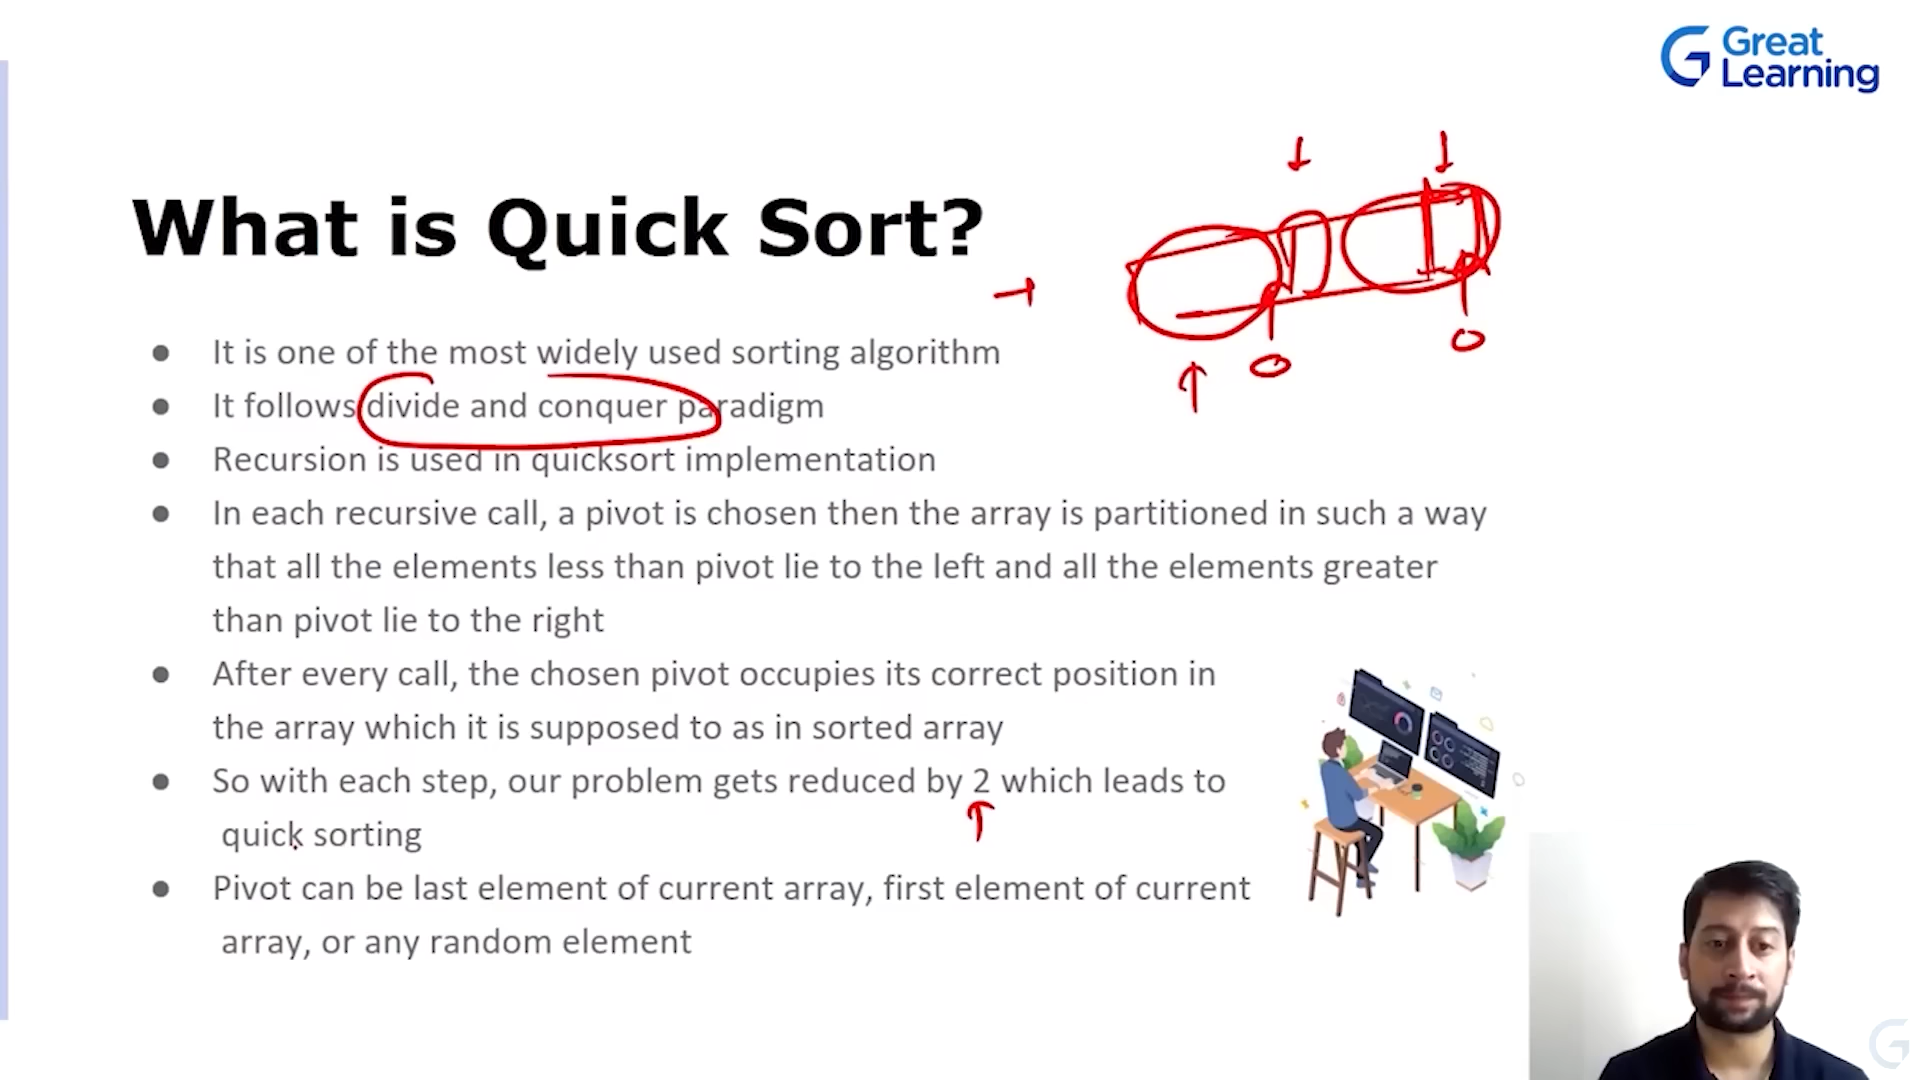 Great
Learning
What is Quick Sort?
● It is one of the most widely used sorting algorithm
● It follows divide and conquer paradigm
● Recursion is used in quicksort implementation
● In each recursive call, a pivot is chosen then the array is partitioned in such a way
that all the elements less than pivot lie to the left and all the elements greater
than pivot lie to the right
● After every call, the chosen pivot occupies its correct position in
the array which it is supposed to as in sorted array
● So with each step, our problem gets reduced by 2 which leads to
quick sorting
● Pivot can be last element of current array, first element of current
array, or any random element